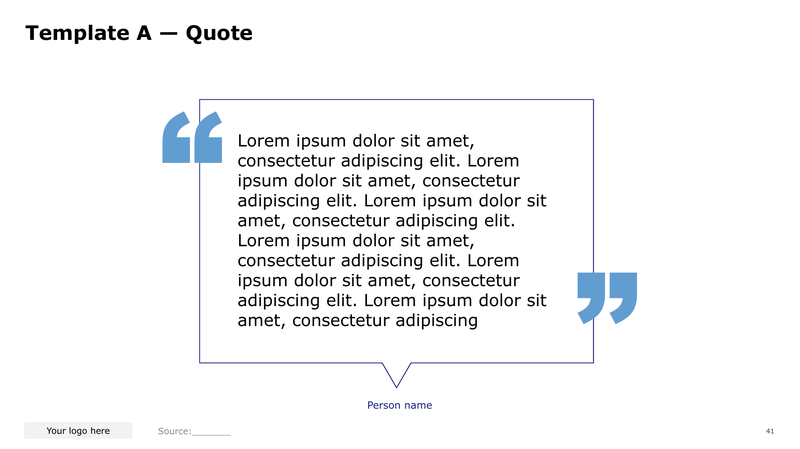 Template A — Quote
Lorem ipsum dolor sit amet,
consectetur adipiscing elit. Lorem
ipsum dolor sit amet, consectetur
adipiscing elit. Lorem ipsum dolor sit
amet, consectetur adipiscing elit.
Lorem ipsum dolor sit amet,
consectetur adipiscing elit. Lorem
ipsum dolor sit amet, consectetur
adipiscing elit. Lorem ipsum dolor sit
amet, consectetur adipiscing
Person name
Your logo here
Source:_______
41